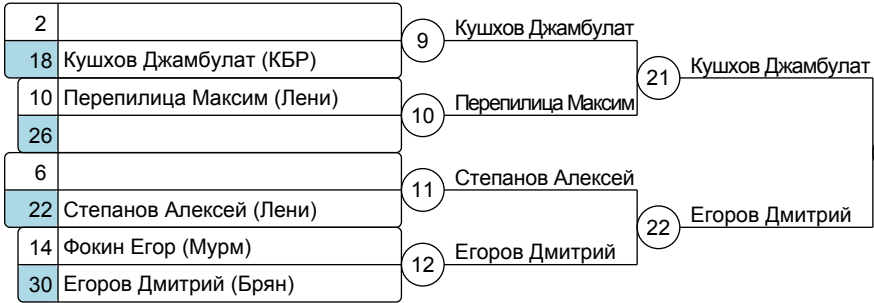 2
18 Кушхов Джамбулат (КБР)
10 Перепилица Максим (Лени)
26
6
22 Степанов Алексей (Лени)
14 Фокин Егор (Мурм)
30 Егоров Дмитрий (Брян)
9 Кушхов Джамбулат
10 Перепилица Максим
11 Степанов Алексей
12 Егоров Дмитрий
21 Кушхов Джамбулат
22 Егоров Дмитрий